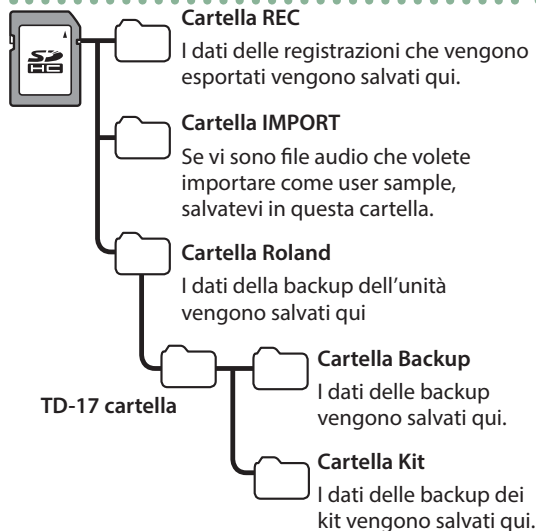 Cartella REC
I dati delle registrazioni che vengono
esportati vengono salvati qui.
SD
HC
Cartella IMPORT
Se vi sono file audio che volete
importare come user sample,
salvatevi in questa cartella.
Cartella Roland
I dati della backup dell’unità
vengono salvati qui
TD-17 cartella
Cartella Backup
I dati delle backup
vengono salvati qui.
Cartella Kit
I dati delle backup dei
kit vengono salvati qui.